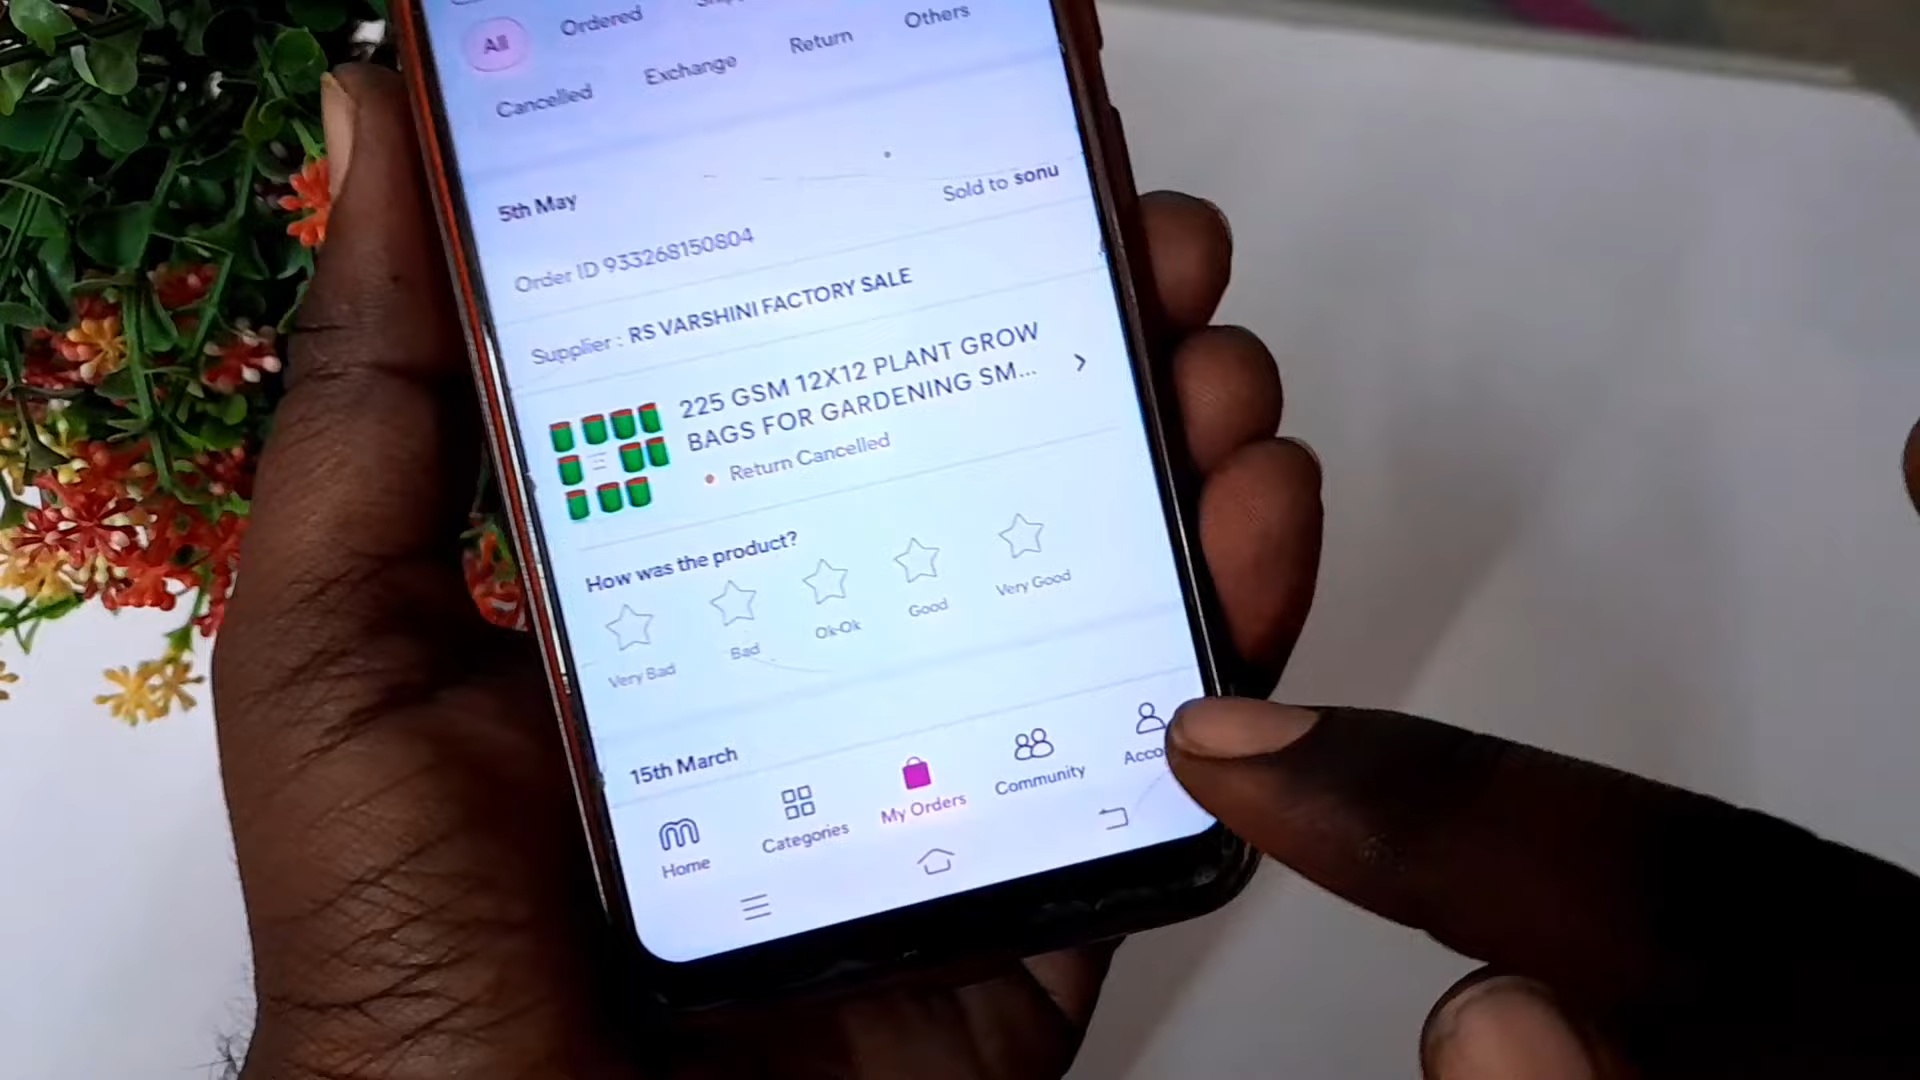 All
Ordered
Cancelled
Exchange
Return
Others
5th May
Sold to sonu
Order ID 933268150804
Supplier : RS VARSHINI FACTORY SALE
225 GSM 12X12 PLANT GROW
BAGS FOR GARDENING SM...
Return Cancelled
How was the product?
Very Bad
Bad
Ok-Ok
Good
Very Good
15th March
Home
Categories
My Orders
Community
Acco